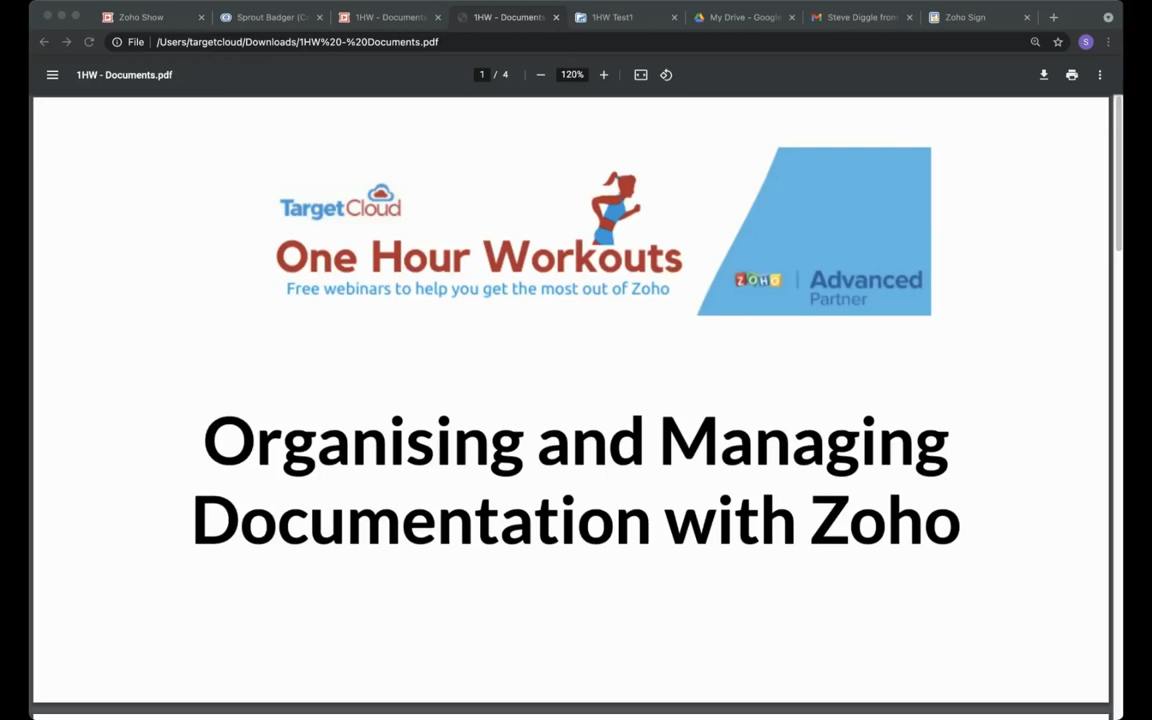 Zoho Show
Sprout Badger (Ca
1HW - Documents
1HW - Documents
1HW Test1
My Drive - Google
Steve Diggle from
Zoho Sign
File /Users/targetcloud/Downloads/1HW%20-%20Documents.pdf
S
1HW - Documents.pdf
1 / 4
120%
TargetCloud
One Hour Workouts
Free webinars to help you get the most out of Zoho
ZOHO | Advanced
Partner
Organising and Managing
Documentation with Zoho